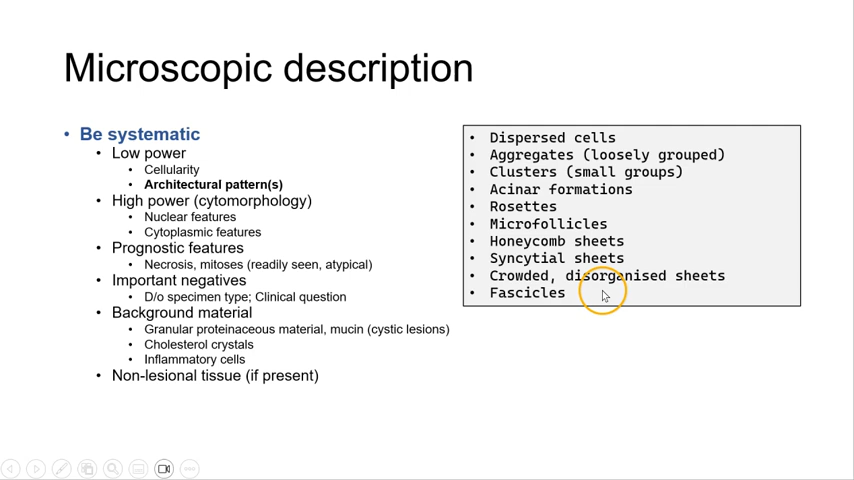 Microscopic description
• Be systematic
• Low power
• Cellularity
• Architectural pattern(s)
• High power (cytomorphology)
• Nuclear features
• Cytoplasmic features
• Prognostic features
• Necrosis, mitoses (readily seen, atypical)
• Important negatives
• D/o specimen type; Clinical question
• Background material
• Granular proteinaceous material, mucin (cystic lesions)
• Cholesterol crystals
• Inflammatory cells
• Non-lesional tissue (if present)
• Dispersed cells
• Aggregates (loosely grouped)
• Clusters (small groups)
• Acinar formations
• Rosettes
• Microfollicles
• Honeycomb sheets
• Syncytial sheets
• Crowded, disorganised sheets
• Fascicles